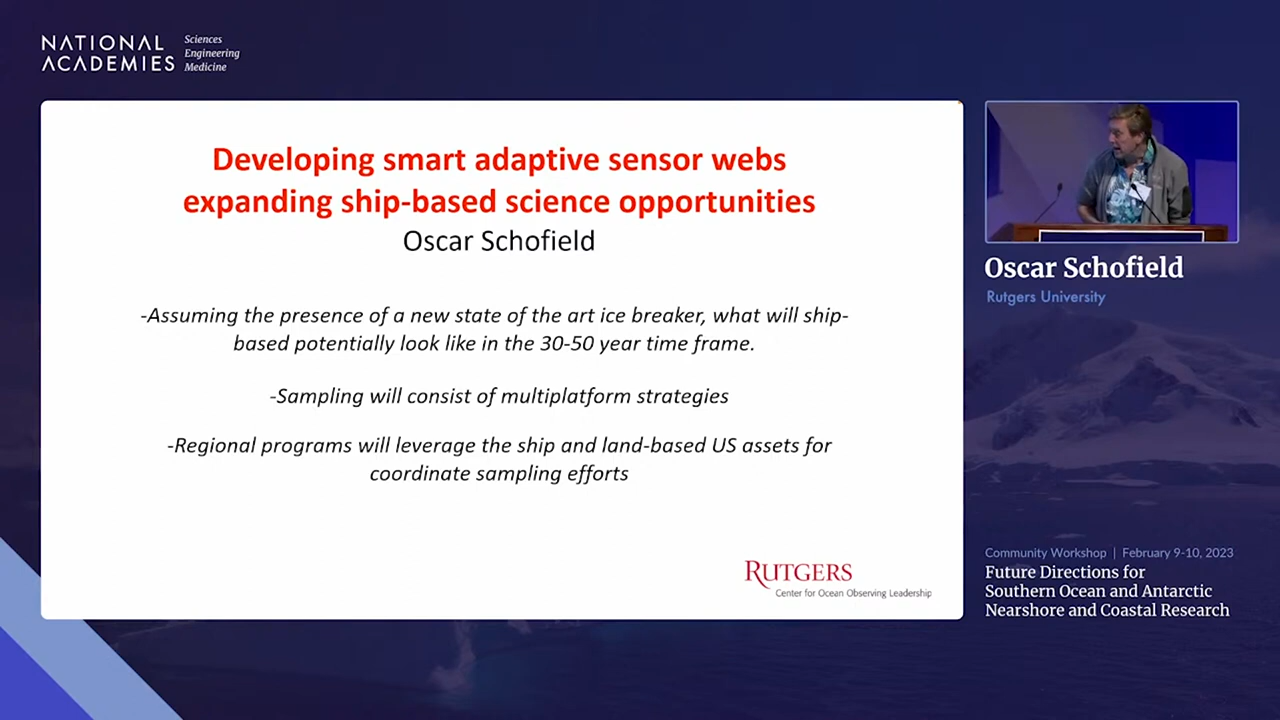 NATIONAL
ACADEMIES
Sciences
Engineering
Medicine
Developing smart adaptive sensor webs
expanding ship-based science opportunities
Oscar Schofield
-Assuming the presence of a new state of the art ice breaker, what will ship-
based potentially look like in the 30-50 year time frame.
-Sampling will consist of multiplatform strategies
-Regional programs will leverage the ship and land-based US assets for
coordinate sampling efforts
RUTGERS
Center for Ocean Observing Leadership
Oscar Schofield
Rutgers University
Community Workshop | February 9-10, 2023
Future Directions for
Southern Ocean and Antarctic
Nearshore and Coastal Research